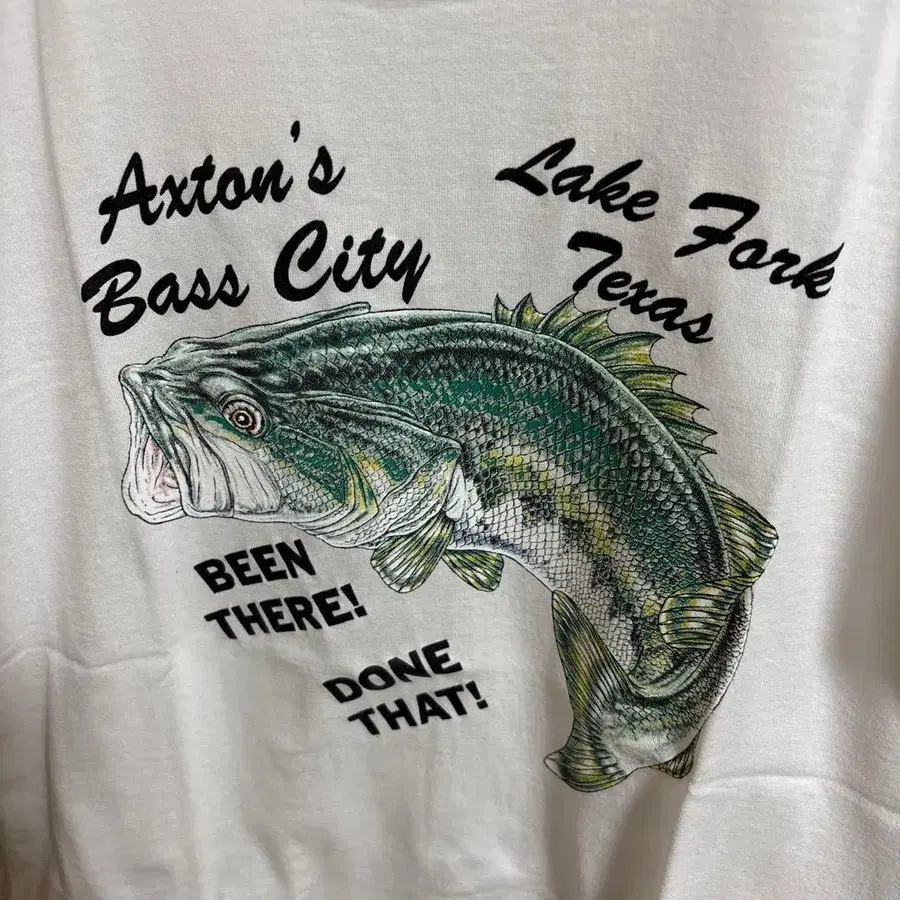 Axton's
Bass City
Lake Fork
Texas
BEEN
THERE!
DONE
THAT!